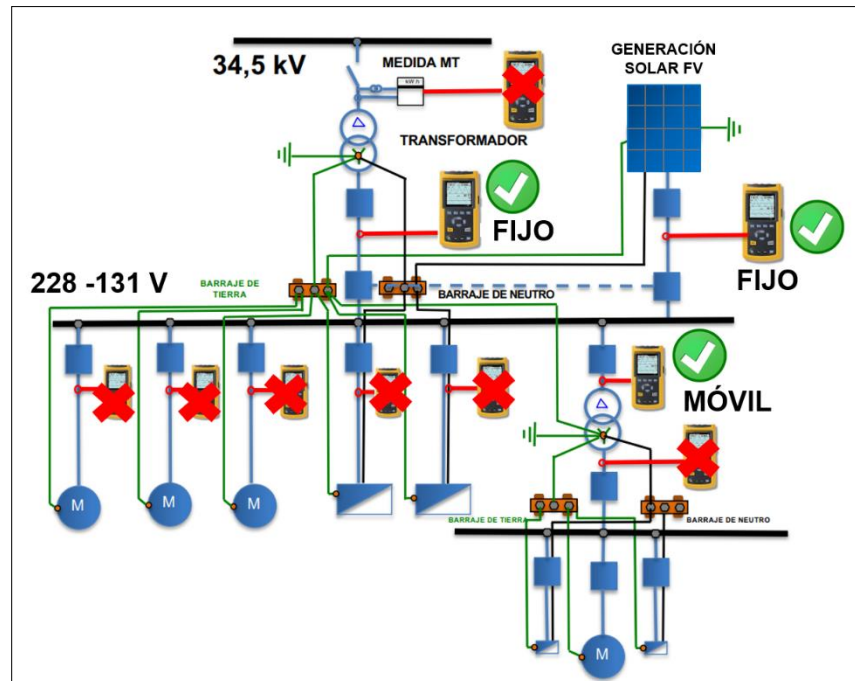 34,5 kV
MEDIDA MT
kW.h
GENERACIÓN
SOLAR FV
TRANSFORMADOR
FIJO
FIJO
228 -131 V
BARRAJE DE
TIERRA
BARRAJE DE NEUTRO
MÓVIL
M
M
M
BARRAJE DE TIERRA
BARRAJE DE NEUTRO
M